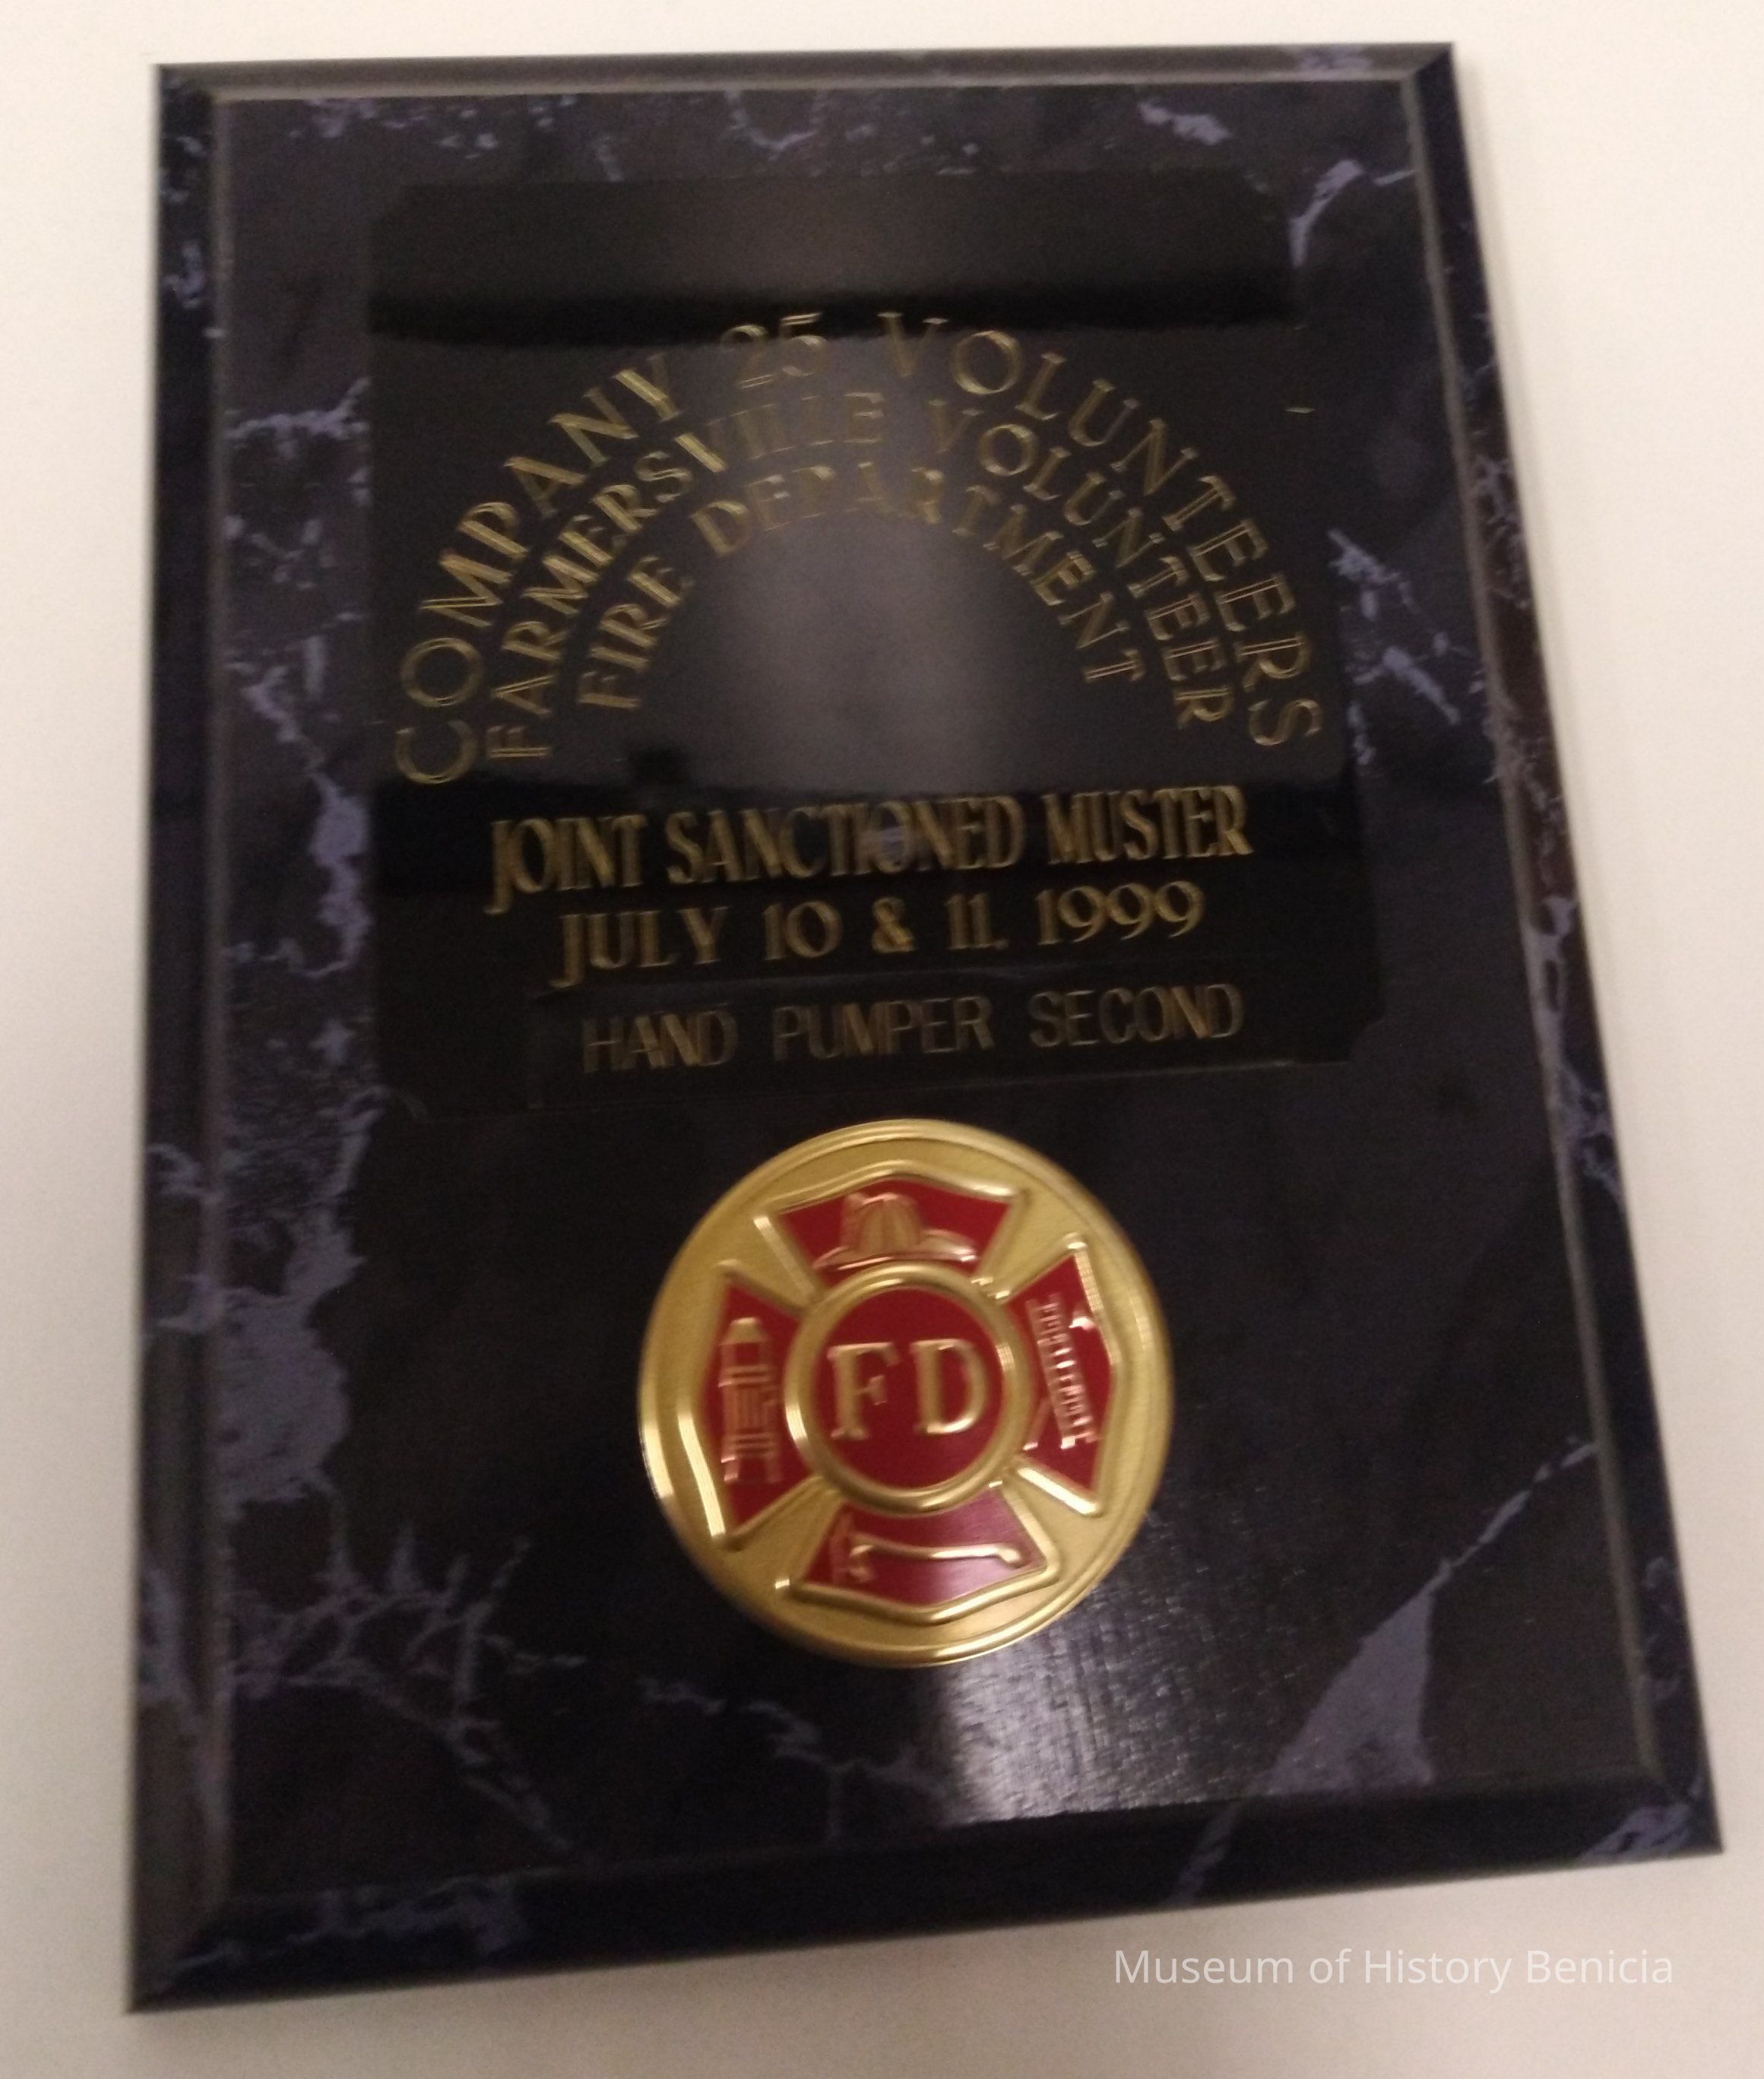 COMPANY 25 VOLUNTEERS
FARMERSVILLE VOLUNTEER
FIRE DEPARTMENT
JOINT SANCTIONED MUSTER
JULY 10 & 11, 1999
HAND PUMPER SECOND
FD
Museum of History Benicia